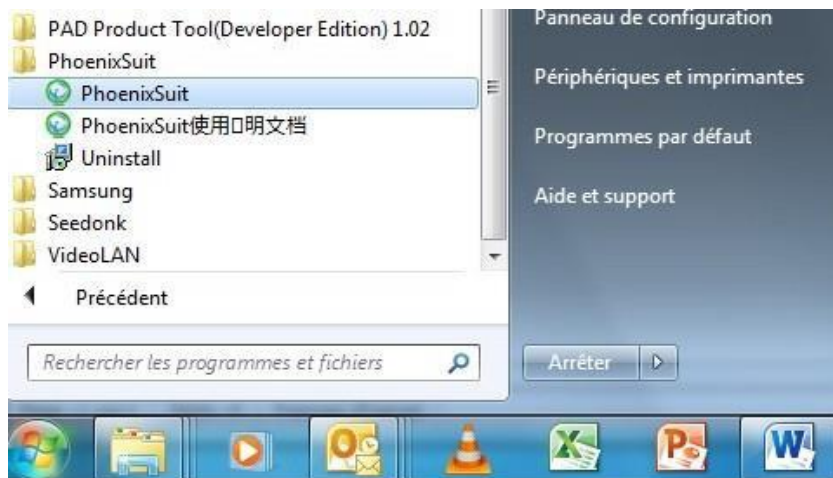 PAD Product Tool(Developer Edition) 1.02
PhoenixSuit
PhoenixSuit
PhoenixSuit使用□明文档
Uninstall
Samsung
Seedonk
VideoLAN
Précédent
Rechercher les programmes et fichiers
Panneau de configuration
Périphériques et imprimantes
Programmes par défaut
Aide et support
Arrêter